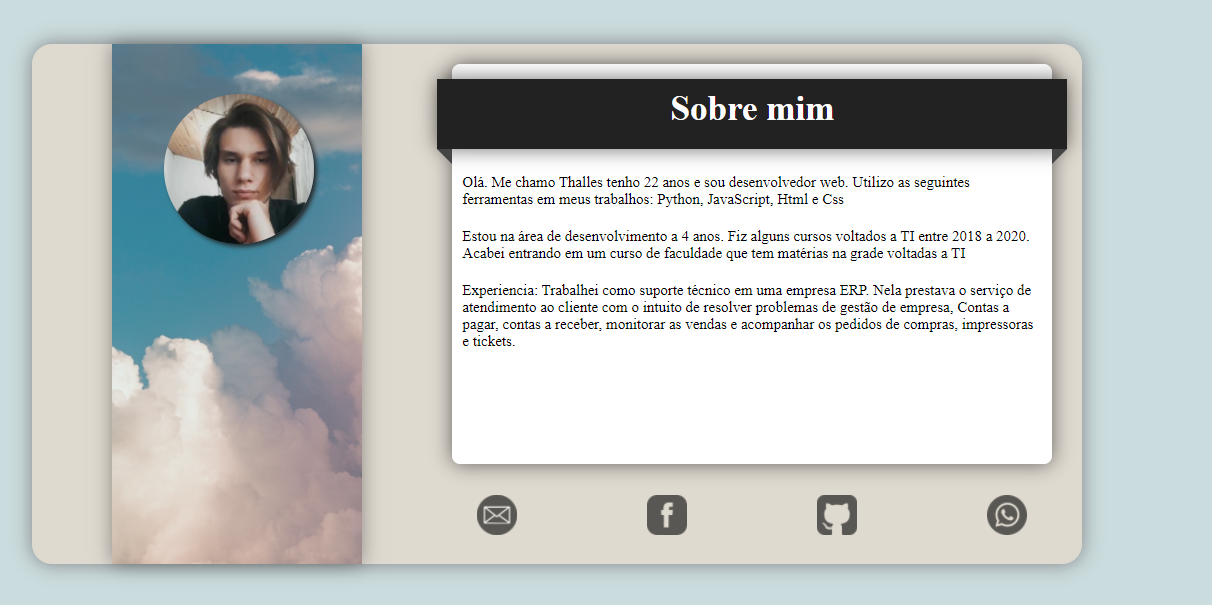 Sobre mim
Olá. Me chamo Thalles tenho 22 anos e sou desenvolvedor web. Utilizo as seguintes
ferramentas em meus trabalhos: Python, JavaScript, Html e Css
Estou na área de desenvolvimento a 4 anos. Fiz alguns cursos voltados a TI entre 2018 a 2020.
Acabei entrando em um curso de faculdade que tem matérias na grade voltadas a TI
Experiencia: Trabalhei como suporte técnico em uma empresa ERP. Nela prestava o serviço de
atendimento ao cliente com o intuito de resolver problemas de gestão de empresa, Contas a
pagar, contas a receber, monitorar as vendas e acompanhar os pedidos de compras, impressoras
e tickets.